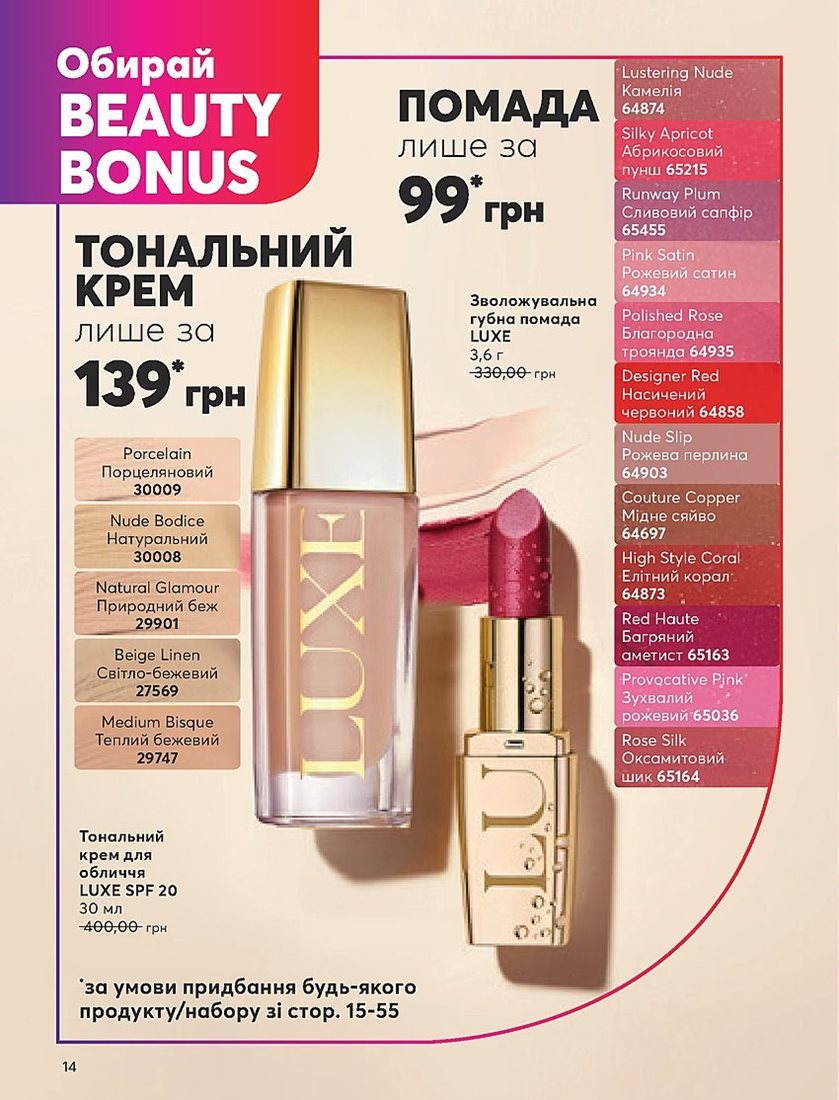 Обирай
BEAUTY
BONUS
ТОНАЛЬНИЙ
КРЕМ
лише за
139* грн
Porcelain
Порцеляновий
30009
Nude Bodice
Натуральний
30008
Natural Glamour
Природний беж
29901
Beige Linen
Світло-бежевий
27569
Medium Bisque
Теплий бежевий
29747
Тональний
крем для
обличчя
LUXE SPF 20
30 мл
400,00 грн
LUXE
ПОМАДА
лише за
99* грн
Зволожувальна
губна помада
LUXE
3,6 г
330,00 грн
LU
Lustering Nude
Камелія
64874
Silky Apricot
Абрикосовий
пунш 65215
Runway Plum
Сливовий сапфір
65455
Pink Satin
Рожевий сатин
64934
Polished Rose
Благородна
троянда 64935
Designer Red
Насичений
червоний 64858
Nude Slip
Рожева перлина
64903
Couture Copper
Мідне сяйво
64697
High Style Coral
Елітний корал
64873
Red Haute
Багряний
аметист 65163
Provocative Pink
Зухвалий
рожевий 65036
Rose Silk
Оксамитовий
шик 65164
*за умови придбання будь-якого
продукту/набору зі стор. 15-55
14